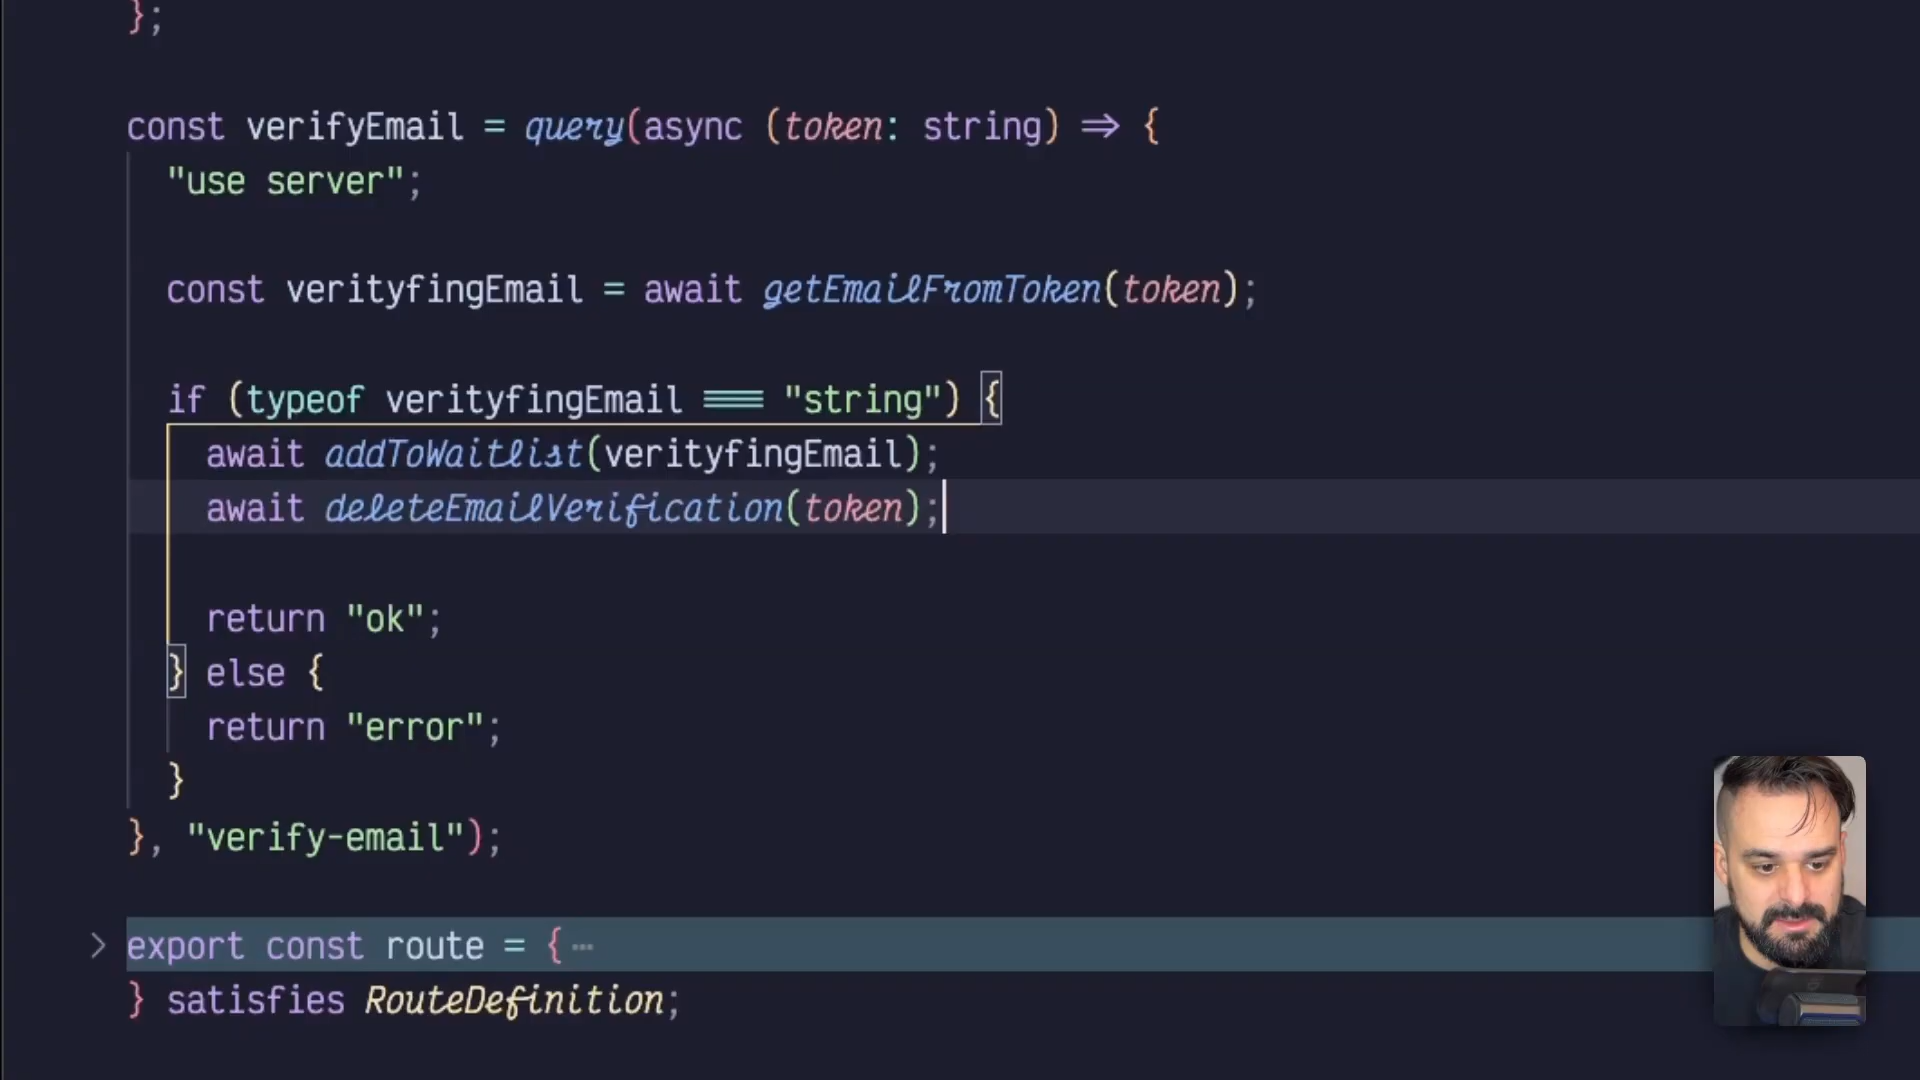 };
const verifyEmail = query(async (token: string) => {
"use server";
const verityfingEmail = await getEmailFromToken(token);
if (typeof verityfingEmail === "string") {
await addToWaitlist(verityfingEmail);
await deleteEmailVerification(token);
return "ok";
} else {
return "error";
}
}, "verify-email");
export const route = { ⋯
} satisfies RouteDefinition;